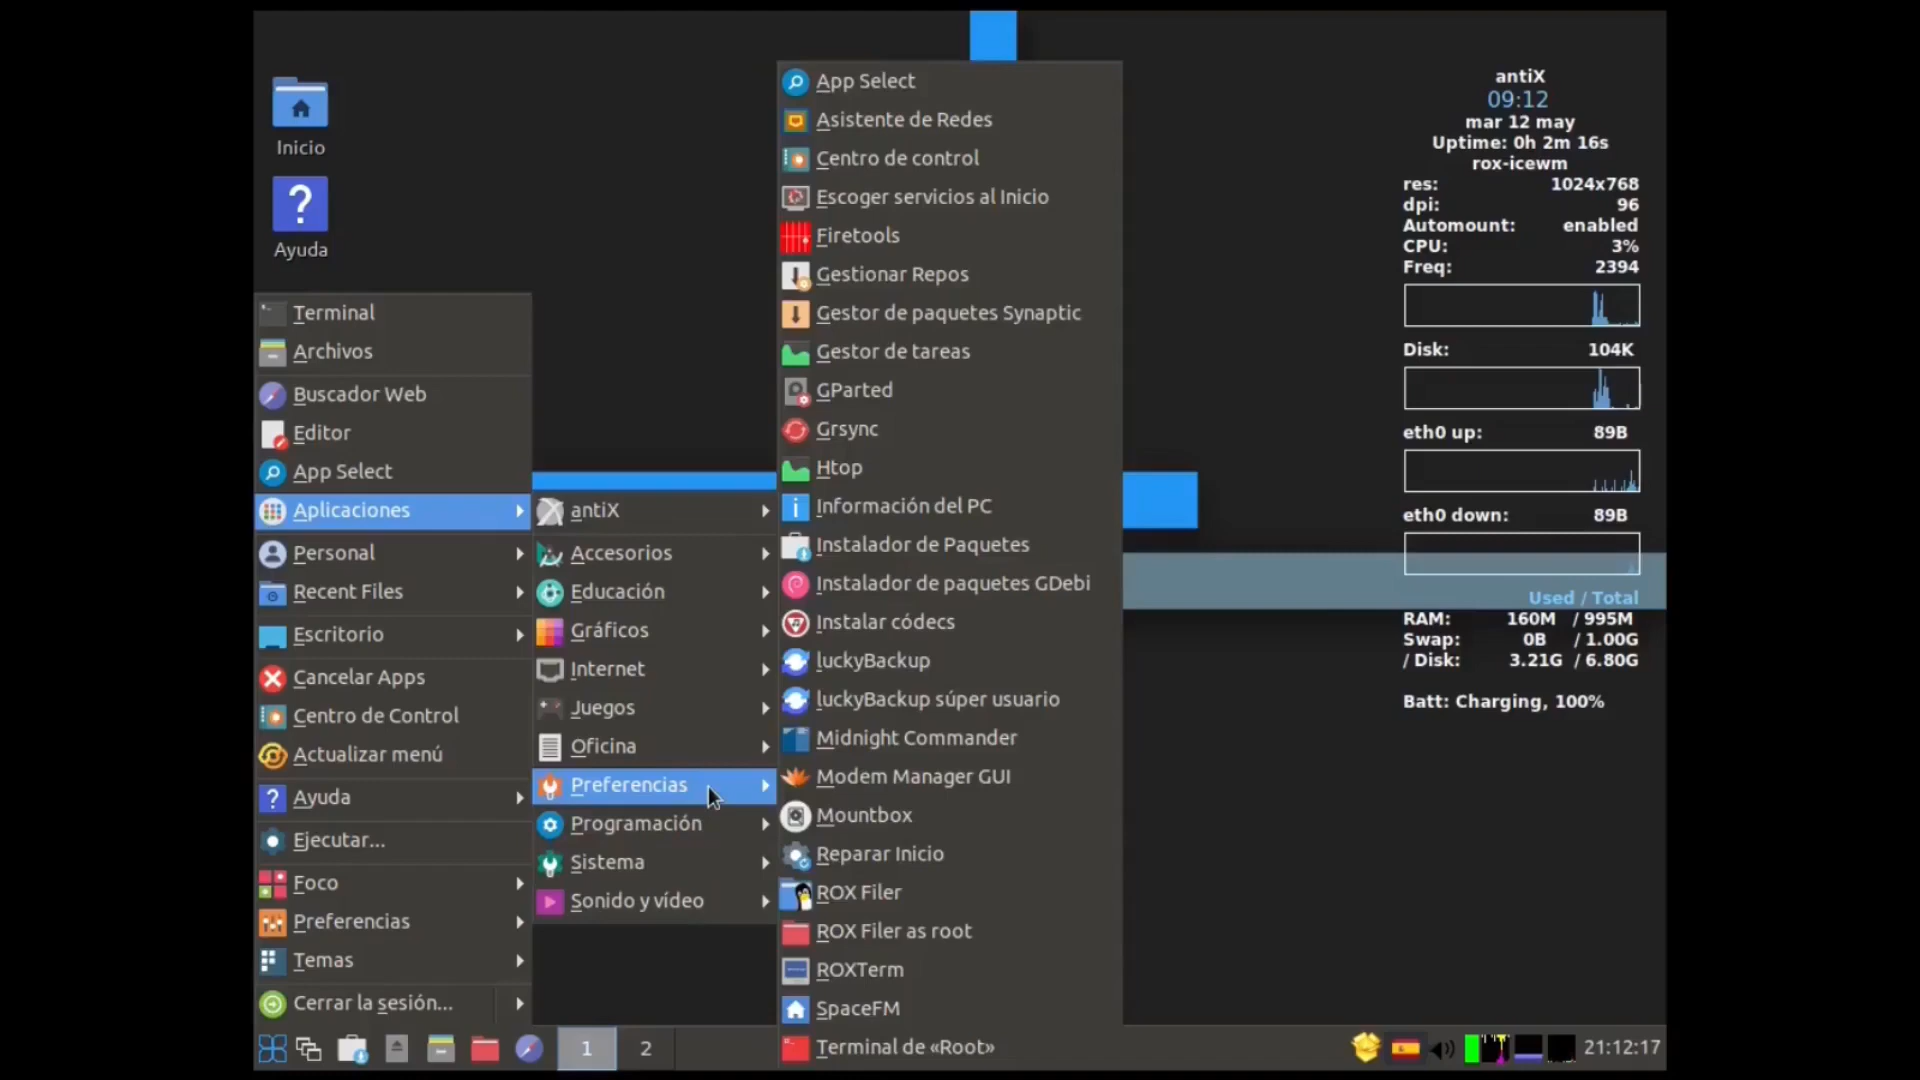 Inicio
?
Ayuda
Terminal
Archivos
Buscador Web
Editor
App Select
Aplicaciones
Personal
Recent Files
Escritorio
Cancelar Apps
Centro de Control
Actualizar menú
? Ayuda
Ejecutar...
Foco
Preferencias
Temas
Cerrar la sesión...
antiX
Accesorios
Educación
Gráficos
Internet
Juegos
Oficina
Preferencias
Programación
Sistema
Sonido y vídeo
App Select
Asistente de Redes
Centro de control
Escoger servicios al Inicio
Firetools
Gestionar Repos
Gestor de paquetes Synaptic
Gestor de tareas
GParted
Grsync
Htop
i Información del PC
Instalador de Paquetes
Instalador de paquetes GDebi
Instalar códecs
luckyBackup
luckyBackup súper usuario
Midnight Commander
Modem Manager GUI
Mountbox
Reparar Inicio
ROX Filer
ROX Filer as root
ROXTerm
SpaceFM
Terminal de «Root»
antiX
09:12
mar 12 may
Uptime: 0h 2m 16s
rox-icewm
res: 1024x768
dpi: 96
Automount: enabled
CPU: 3%
Freq: 2394
Disk: 104K
eth0 up: 89B
eth0 down: 89B
Used / Total
RAM: 160M / 995M
Swap: 0B / 1.00G
/ Disk: 3.21G / 6.80G
Batt: Charging, 100%
1 2 21:12:17